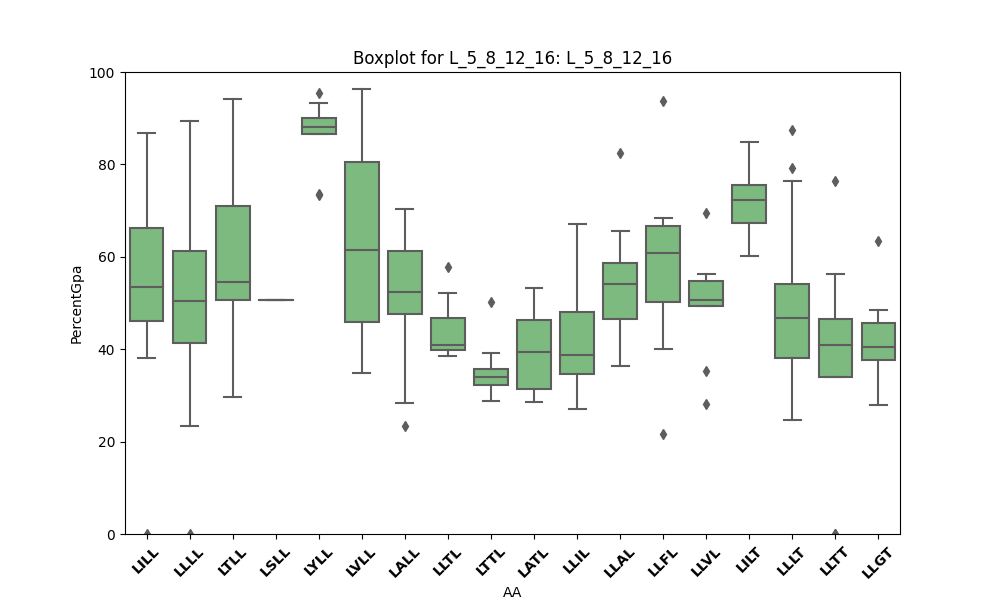 Boxplot for L_5_8_12_16: L_5_8_12_16
PercentGpa
100
80
60
40
20
0
LILL
LLLL
LTLL
LSLL
LYLL
LVLL
LALL
LLTL
LTTL
LATL
LLIL
LLAL
LLFL
LLVL
LILT
LLLT
LLTT
LLGT
AA